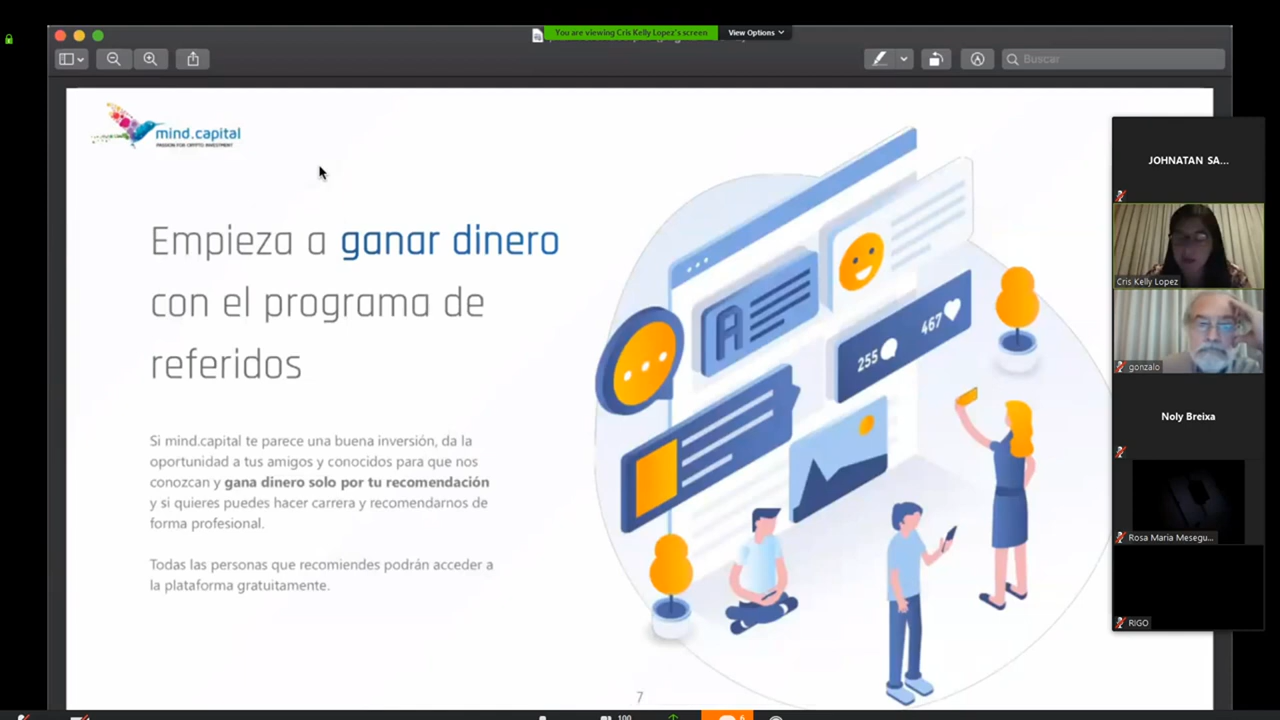 You are viewing Cris Kelly Lopez's screen
View Options
Buscar
mind.capital
PASSION FOR CRYPTO INVESTMENT
Empieza a ganar dinero
con el programa de
referidos
Si mind.capital te parece una buena inversión, da la
oportunidad a tus amigos y conocidos para que nos
conozcan y gana dinero solo por tu recomendación
y si quieres puedes hacer carrera y recomendarnos de
forma profesional.
Todas las personas que recomiendes podrán acceder a
la plataforma gratuitamente.
A
255
467
7
JOHNATAN SA...
Cris Kelly Lopez
gonzalo
Noly Breixa
Rosa Maria Mesegu...
RIGO
100